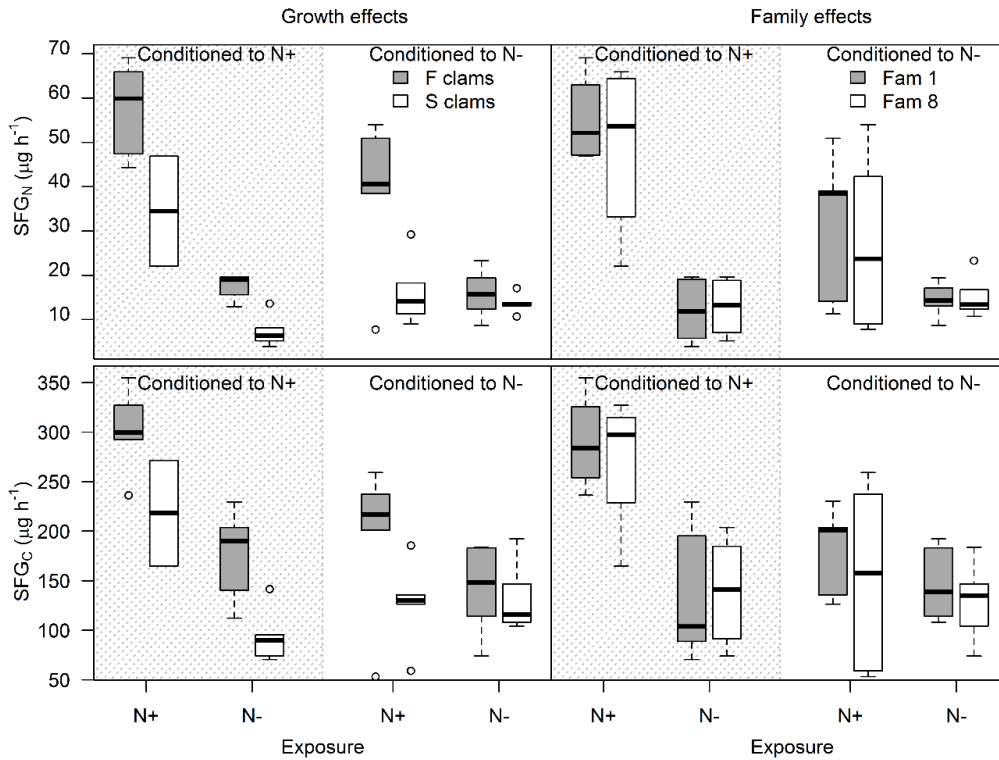 Growth effects Family effects
Conditioned to N+ Conditioned to N- Conditioned to N+ Conditioned to N-
F clams
S clams
Fam 1
Fam 8
SFG_N (µg h⁻¹)
70
60
50
40
30
20
10
Conditioned to N+ Conditioned to N- Conditioned to N+ Conditioned to N-
SFG_C (µg h⁻¹)
350
300
250
200
150
100
50
N+ N- N+ N- N+ N- N+ N-
Exposure Exposure